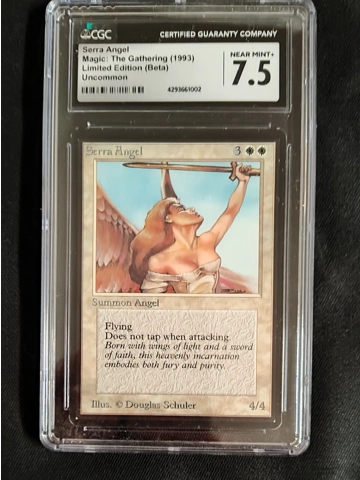 CGC
CERTIFIED GUARANTY COMPANY
Serra Angel
Magic: The Gathering (1993)
Limited Edition (Beta)
Uncommon
4293661002
NEAR MINT+
7.5
Serra Angel 3
Summon Angel
Flying
Does not tap when attacking.
Born with wings of light and a sword
of faith, this heavenly incarnation
embodies both fury and purity.
Illus. © Douglas Schuler 4/4